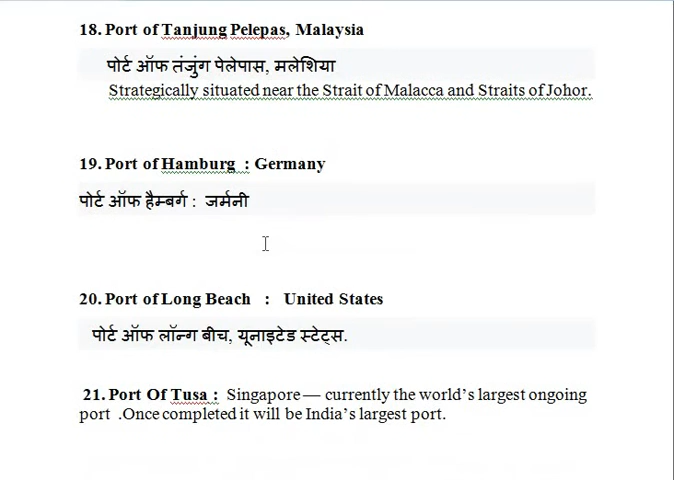 18. Port of Tanjung Pelepas, Malaysia
पोर्ट ऑफ तंजुंग पेलेपास, मलेशिया
Strategically situated near the Strait of Malacca and Straits of Johor.
19. Port of Hamburg : Germany
पोर्ट ऑफ हैम्बर्ग : जर्मनी
20. Port of Long Beach : United States
पोर्ट ऑफ लॉन्ग बीच, यूनाइटेड स्टेट्स.
21. Port Of Tusa : Singapore— currently the world’s largest ongoing
port .Once completed it will be India’s largest port.